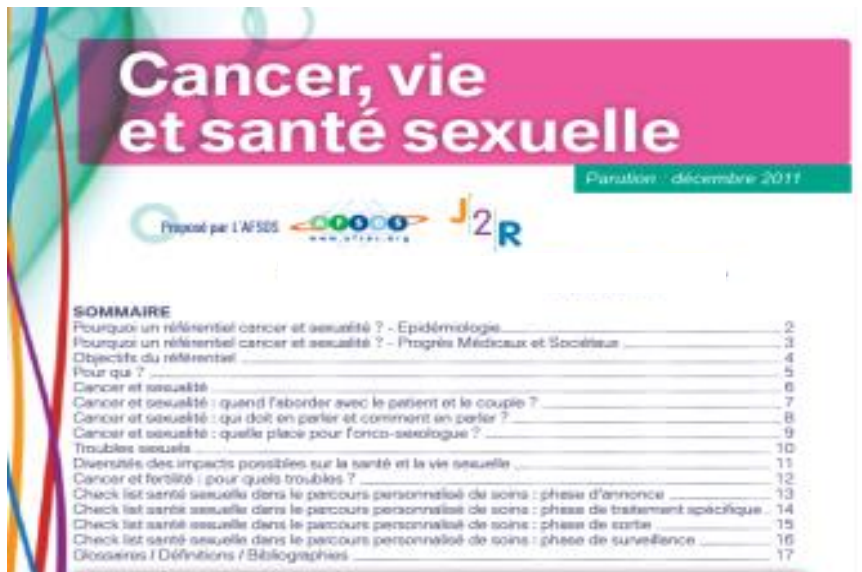 Cancer, vie
et santé sexuelle
Parution : décembre 2011
Proposé par L'AFSOS
AFSOS
www.afsos.org
J2R
SOMMAIRE
Pourquoi un référentiel cancer et sexualité ? - Epidémiologie 2
Pourquoi un référentiel cancer et sexualité ? - Progrès Médicaux et Sociétaux 3
Objectifs du référentiel 4
Pour qui ? 5
Cancer et sexualité 6
Cancer et sexualité : quand l'aborder avec le patient et le couple ? 7
Cancer et sexualité : qui doit en parler et comment en parler ? 8
Cancer et sexualité : quelle place pour l'onco-sexologue ? 9
Troubles sexuels 10
Diversités des impacts possibles sur la santé et la vie sexuelle 11
Cancer et fertilité : pour quels troubles ? 12
Check list santé sexuelle dans le parcours personnalisé de soins : phase d'annonce 13
Check list santé sexuelle dans le parcours personnalisé de soins : phase de traitement spécifique 14
Check list santé sexuelle dans le parcours personnalisé de soins : phase de sortie 15
Check list santé sexuelle dans le parcours personnalisé de soins : phase de surveillance 16
Glossaires / Définitions / Bibliographies 17